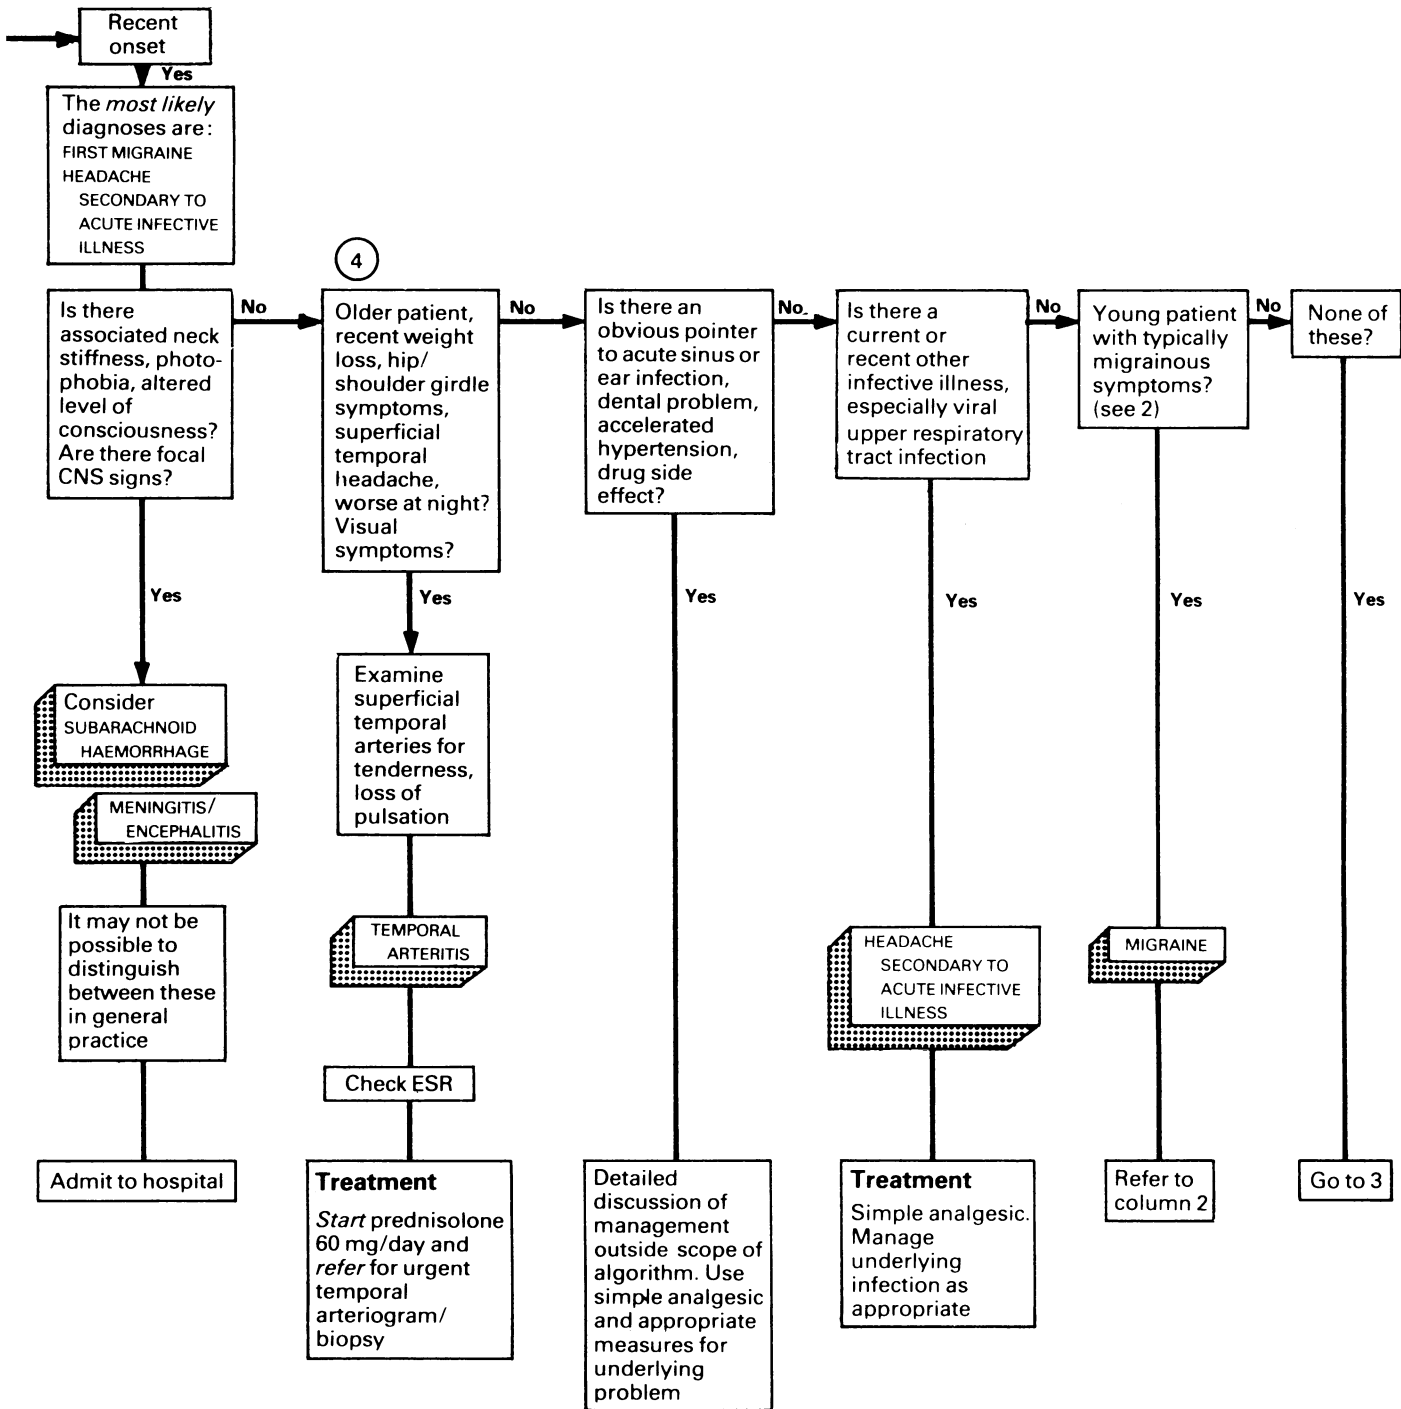 Recent
onset
Yes
The most likely
diagnoses are:
FIRST MIGRAINE
HEADACHE
SECONDARY TO
ACUTE INFECTIVE
ILLNESS
Is there
associated neck
stiffness, photo-
phobia, altered
level of
consciousness?
Are there focal
CNS signs?
No
Yes
Consider
SUBARACHNOID
HAEMORRHAGE
MENINGITIS/
ENCEPHALITIS
It may not be
possible to
distinguish
between these
in general
practice
Admit to hospital
4
Older patient,
recent weight
loss, hip/
shoulder girdle
symptoms,
superficial
temporal
headache,
worse at night?
Visual
symptoms?
No
Yes
Examine
superficial
temporal
arteries for
tenderness,
loss of
pulsation
TEMPORAL
ARTERITIS
Check ESR
Treatment
Start prednisolone
60 mg/day and
refer for urgent
temporal
arteriogram/
biopsy
Is there an
obvious pointer
to acute sinus or
ear infection,
dental problem,
accelerated
hypertension,
drug side
effect?
No
Yes
Detailed
discussion of
management
outside scope of
algorithm. Use
simple analgesic
and appropriate
measures for
underlying
problem
Is there a
current or
recent other
infective illness,
especially viral
upper respiratory
tract infection
No
Yes
HEADACHE
SECONDARY TO
ACUTE INFECTIVE
ILLNESS
Treatment
Simple analgesic.
Manage
underlying
infection as
appropriate
Young patient
with typically
migrainous
symptoms?
(see 2)
No
Yes
MIGRAINE
Refer to
column 2
None of
these?
Yes
Go to 3